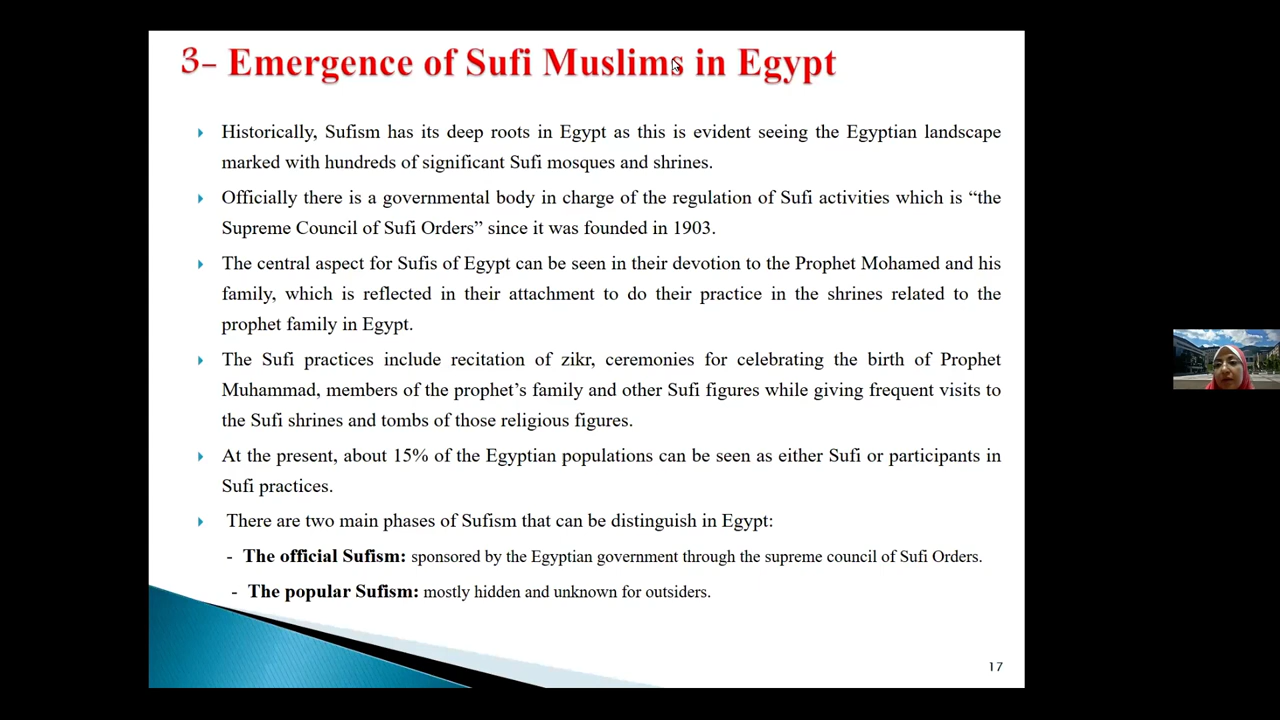 3- Emergence of Sufi Muslims in Egypt
Historically, Sufism has its deep roots in Egypt as this is evident seeing the Egyptian landscape
marked with hundreds of significant Sufi mosques and shrines.
Officially there is a governmental body in charge of the regulation of Sufi activities which is “the
Supreme Council of Sufi Orders” since it was founded in 1903.
The central aspect for Sufis of Egypt can be seen in their devotion to the Prophet Mohamed and his
family, which is reflected in their attachment to do their practice in the shrines related to the
prophet family in Egypt.
The Sufi practices include recitation of zikr, ceremonies for celebrating the birth of Prophet
Muhammad, members of the prophet’s family and other Sufi figures while giving frequent visits to
the Sufi shrines and tombs of those religious figures.
At the present, about 15% of the Egyptian populations can be seen as either Sufi or participants in
Sufi practices.
There are two main phases of Sufism that can be distinguish in Egypt:
- The official Sufism: sponsored by the Egyptian government through the supreme council of Sufi Orders.
- The popular Sufism: mostly hidden and unknown for outsiders.
17